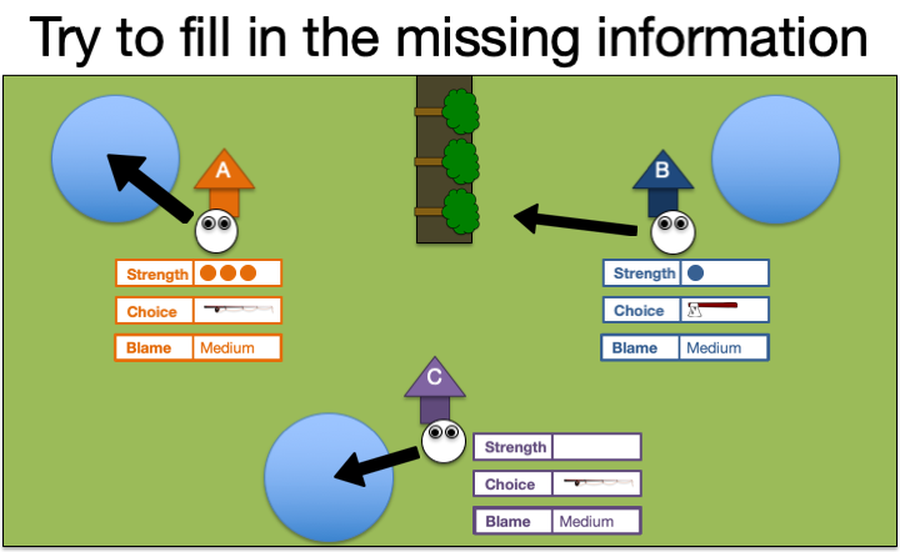 Try to fill in the missing information
A
B
Strength
Choice
Blame Medium
Strength
Choice
Blame Medium
C
Strength
Choice
Blame Medium